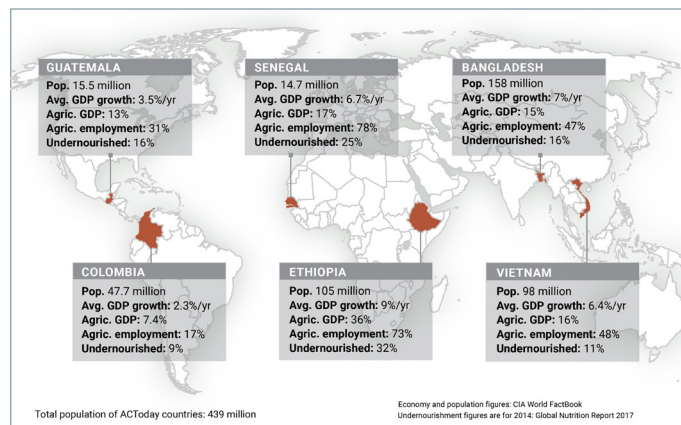 GUATEMALA
Pop. 15.5 million
Avg. GDP growth: 3.5%/yr
Agric. GDP: 13%
Agric. employment: 31%
Undernourished: 16%
SENEGAL
Pop. 14.7 million
Avg. GDP growth: 6.7%/yr
Agric. GDP: 17%
Agric. employment: 78%
Undernourished: 25%
BANGLADESH
Pop. 158 million
Avg. GDP growth: 7%/yr
Agric. GDP: 15%
Agric. employment: 47%
Undernourished: 16%
COLOMBIA
Pop. 47.7 million
Avg. GDP growth: 2.3%/yr
Agric. GDP: 7.4%
Agric. employment: 17%
Undernourished: 9%
ETHIOPIA
Pop. 105 million
Avg. GDP growth: 9%/yr
Agric. GDP: 36%
Agric. employment: 73%
Undernourished: 32%
VIETNAM
Pop. 98 million
Avg. GDP growth: 6.4%/yr
Agric. GDP: 16%
Agric. employment: 48%
Undernourished: 11%
Total population of ACToday countries: 439 million
Economy and population figures: CIA World FactBook
Undernourishment figures are for 2014: Global Nutrition Report 2017